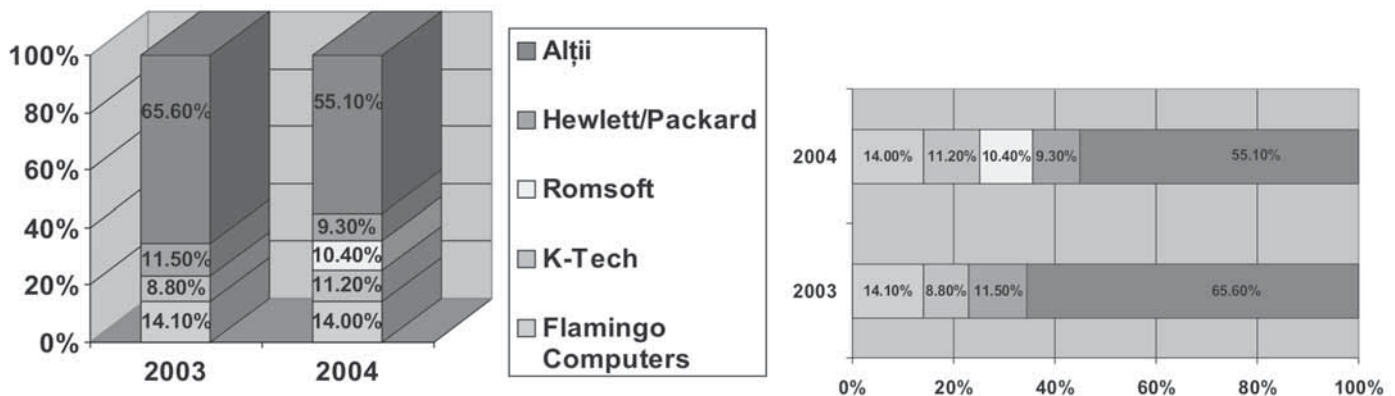 100%
80%
60%
40%
20%
0%
65.60%
11.50%
8.80%
14.10%
55.10%
9.30%
10.40%
11.20%
14.00%
2003
2004
Alții
Hewlett/Packard
Romsoft
K-Tech
Flamingo
Computers
2004
14.00% 11.20% 10.40% 9.30% 55.10%
2003
14.10% 8.80% 11.50% 65.60%
0% 20% 40% 60% 80% 100%